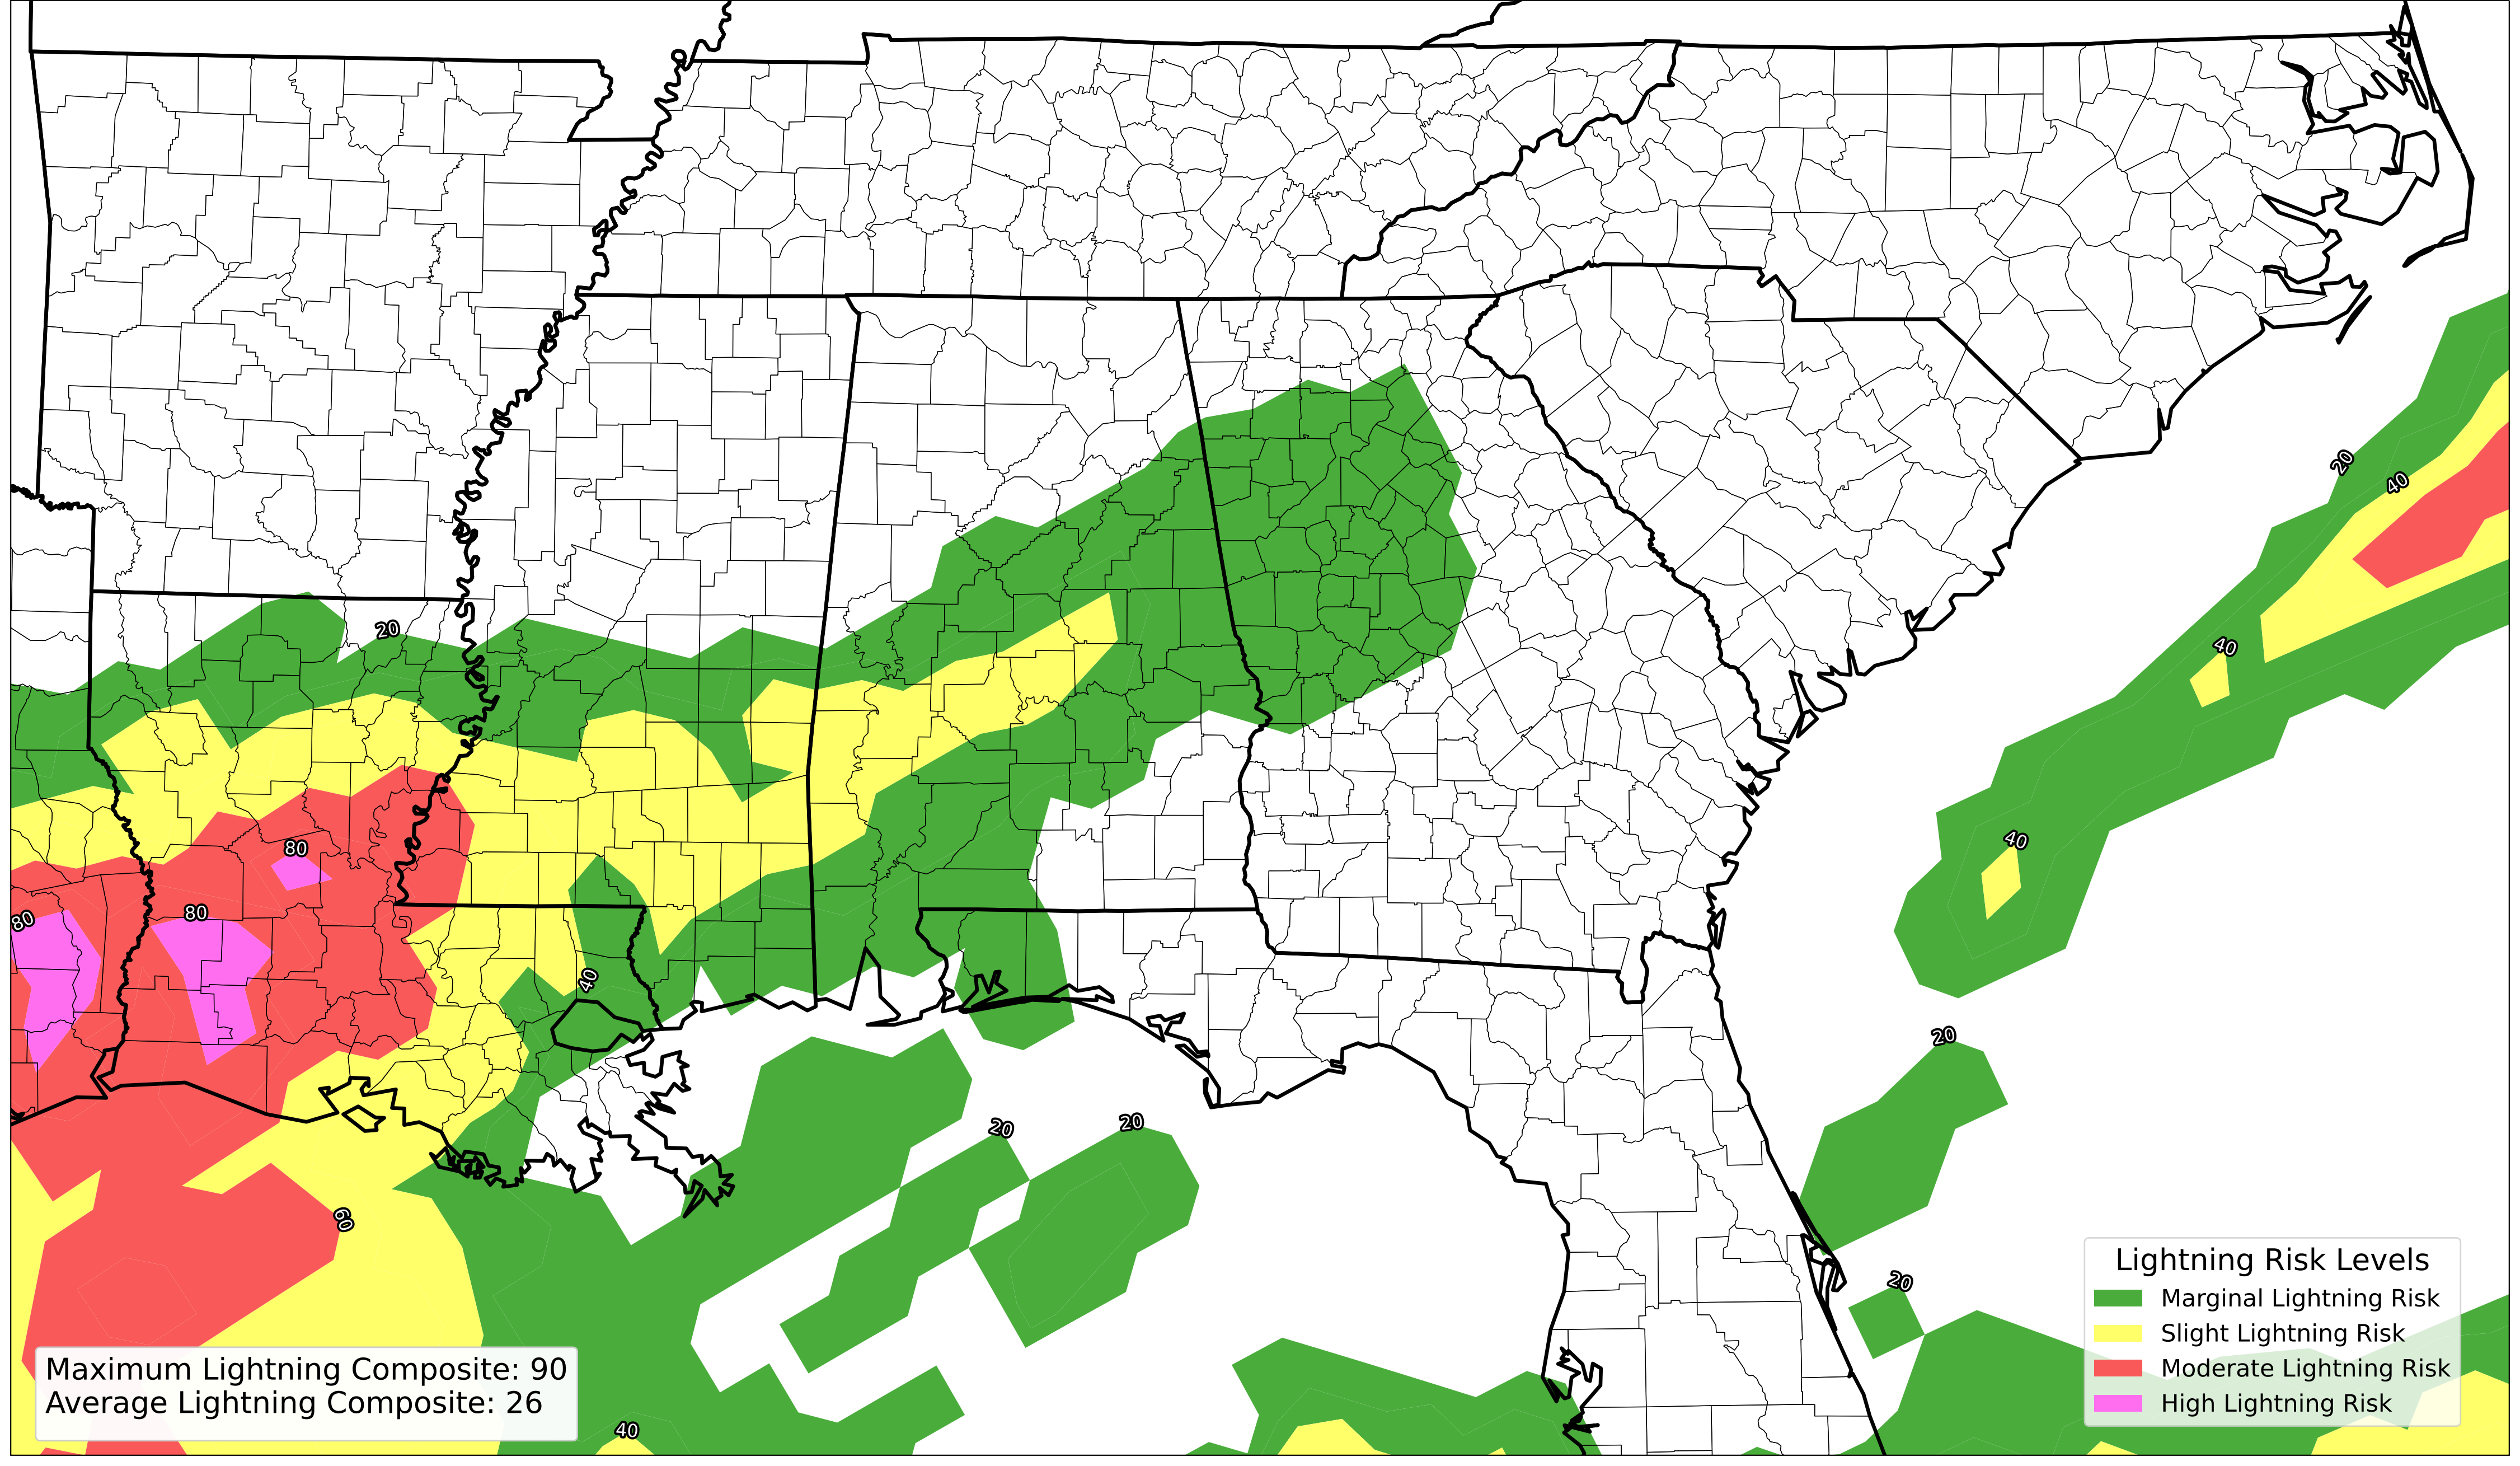 20
40
20
40
40
80
80
80
40
20
20
20
60
20
40
Lightning Risk Levels
Marginal Lightning Risk
Slight Lightning Risk
Moderate Lightning Risk
High Lightning Risk
Maximum Lightning Composite: 90
Average Lightning Composite: 26